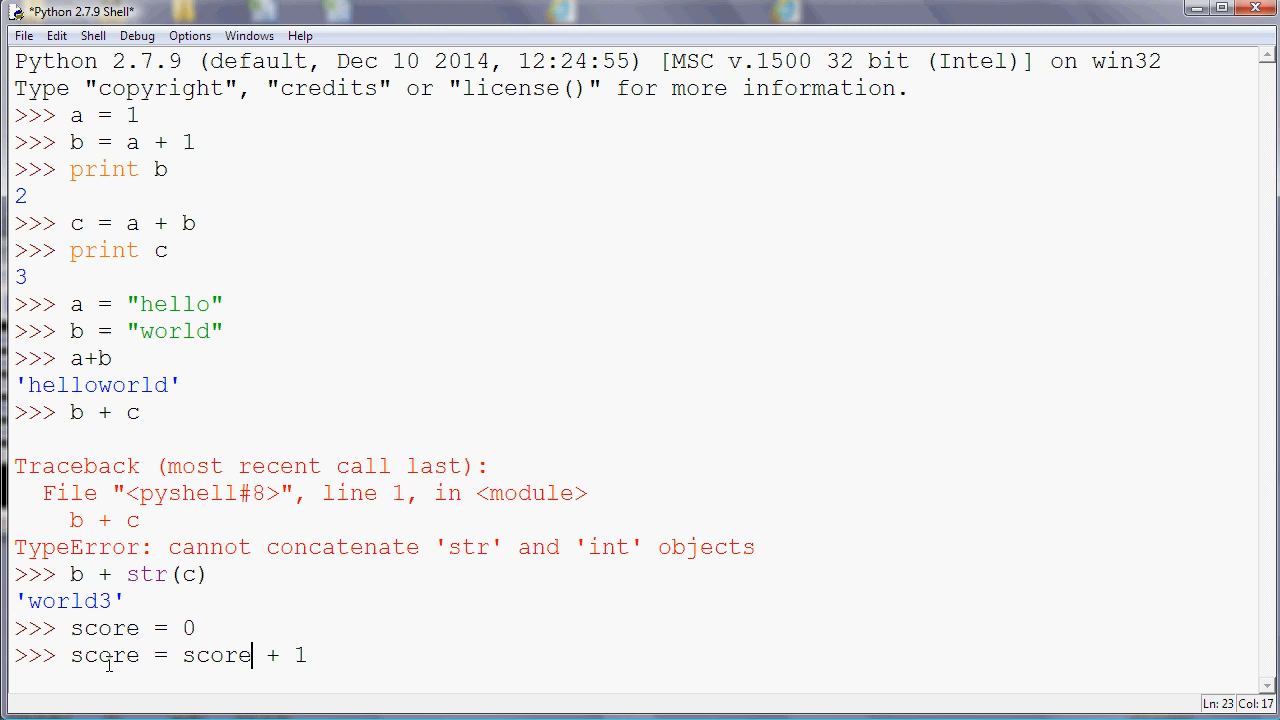 *Python 2.7.9 Shell*
File Edit Shell Debug Options Windows Help
Python 2.7.9 (default, Dec 10 2014, 12:24:55) [MSC v.1500 32 bit (Intel)] on win32
Type "copyright", "credits" or "license()" for more information.
>>> a = 1
>>> b = a + 1
>>> print b
2
>>> c = a + b
>>> print c
3
>>> a = "hello"
>>> b = "world"
>>> a+b
'helloworld'
>>> b + c
Traceback (most recent call last):
  File "<pyshell#8>", line 1, in <module>
    b + c
TypeError: cannot concatenate 'str' and 'int' objects
>>> b + str(c)
'world3'
>>> score = 0
>>> score = score + 1
Ln: 23 Col: 17